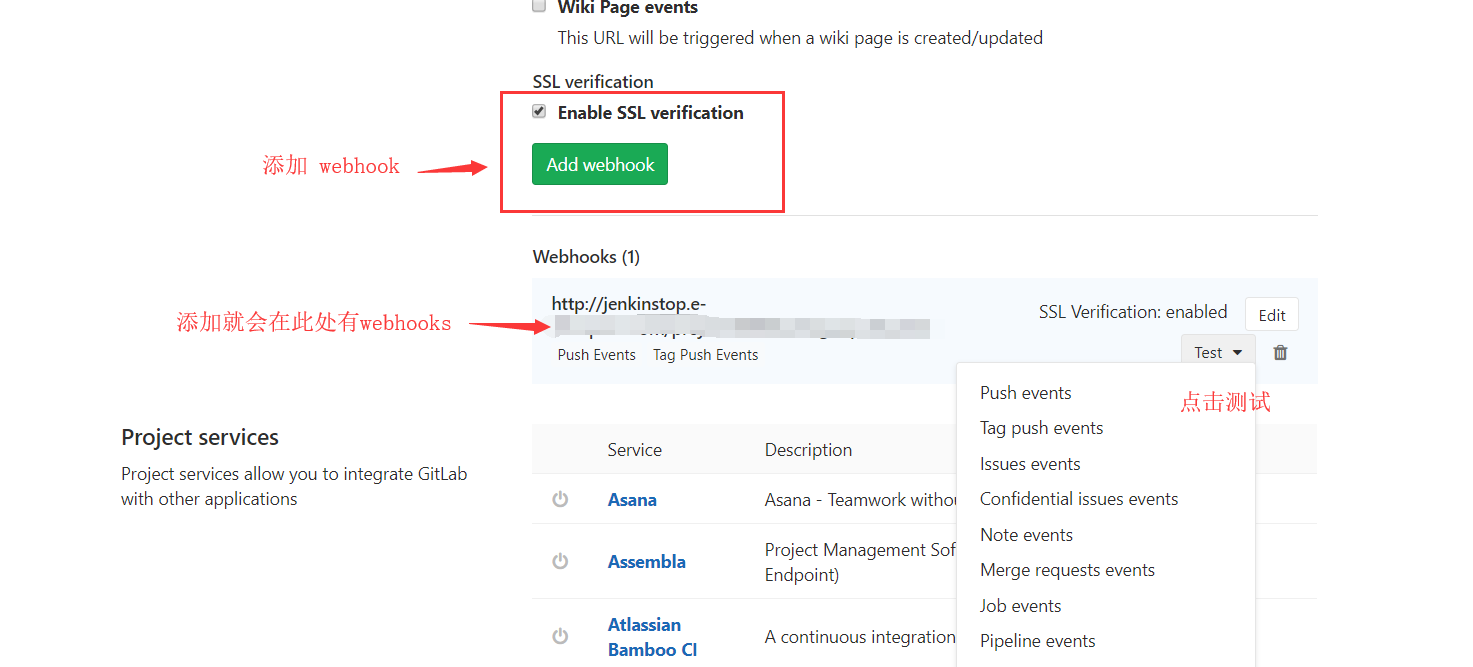 Wiki Page events
This URL will be triggered when a wiki page is created/updated
SSL verification
Enable SSL verification
添加 webhook
Add webhook
Webhooks (1)
http://jenkinstop.e-
添加就会在此处有webhooks
Push Events Tag Push Events
SSL Verification: enabled Edit
Test
点击测试
Push events
Tag push events
Issues events
Confidential issues events
Note events
Merge requests events
Job events
Pipeline events
Project services
Project services allow you to integrate GitLab
with other applications
Service Description
Asana Asana - Teamwork withou
Assembla Project Management Sof
Endpoint)
Atlassian
Bamboo CI A continuous integration